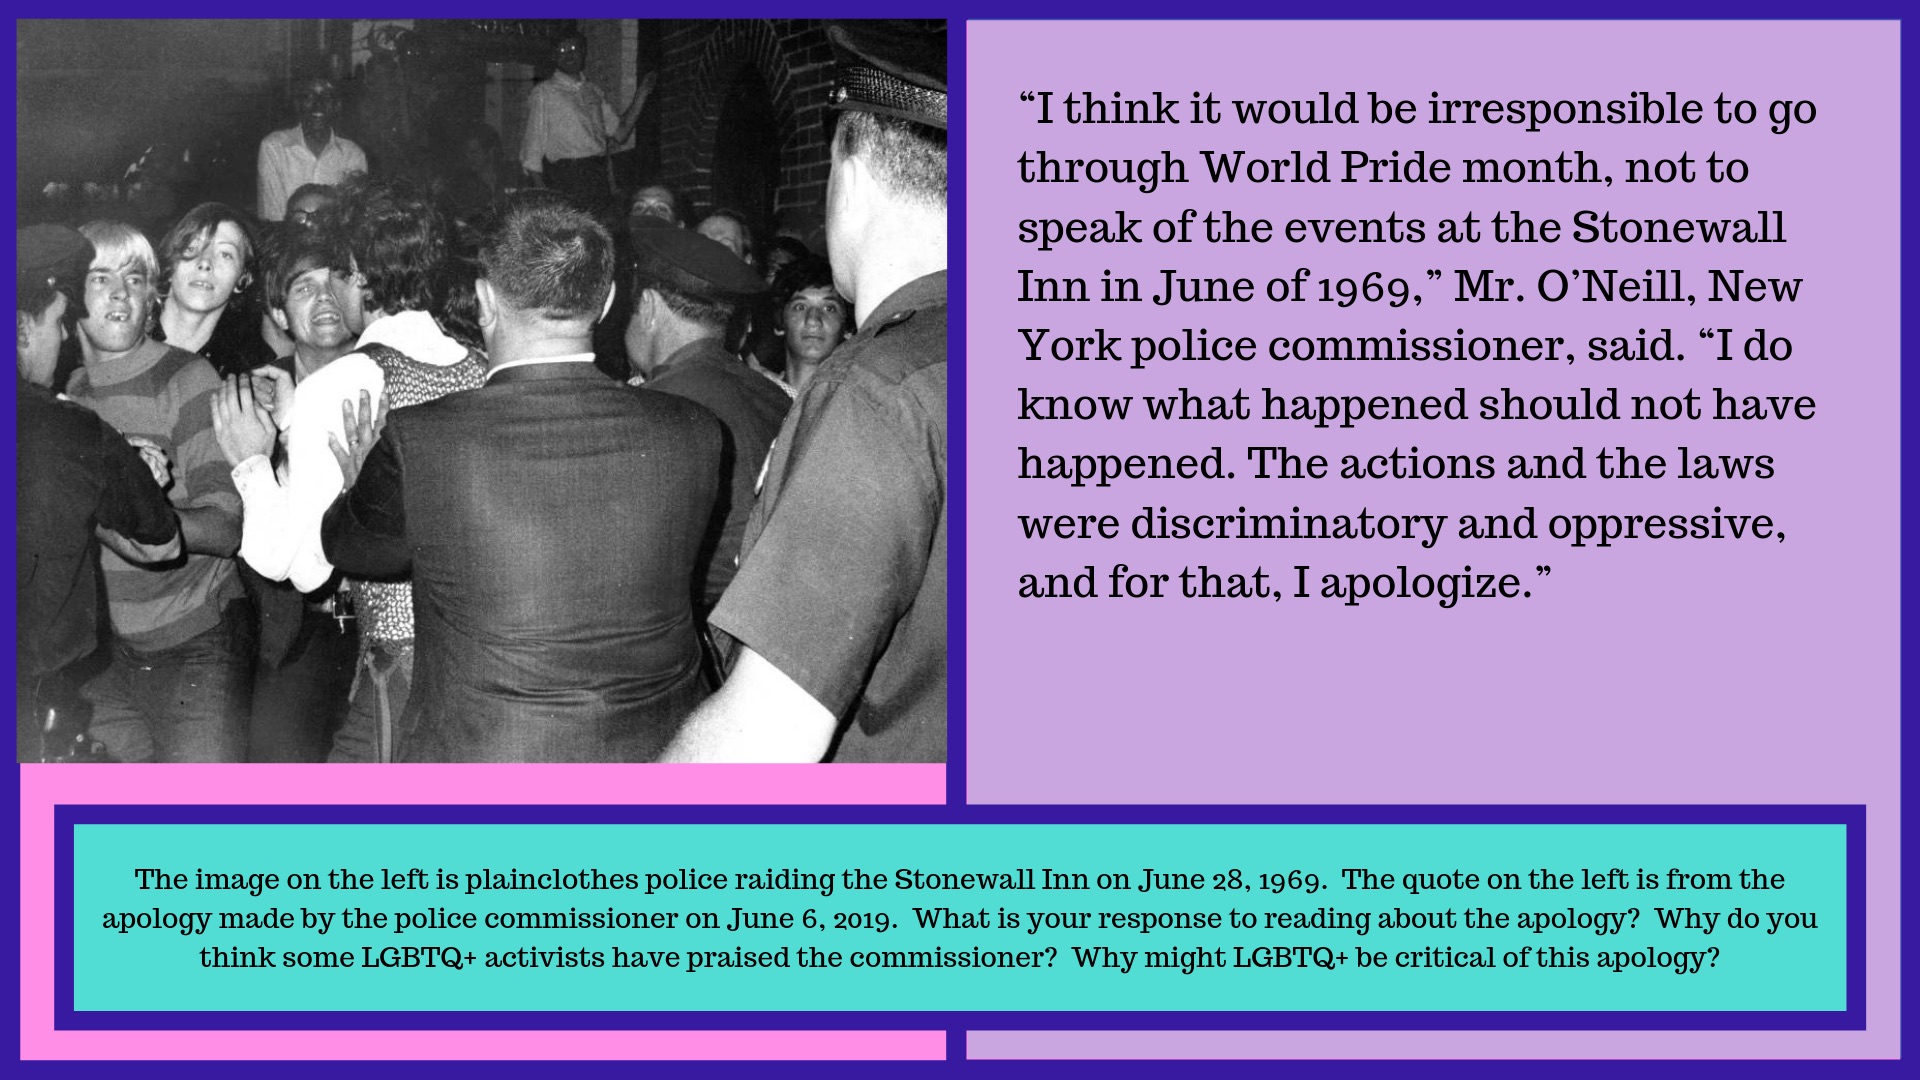 “I think it would be irresponsible to go
through World Pride month, not to
speak of the events at the Stonewall
Inn in June of 1969,” Mr. O’Neill, New
York police commissioner, said. “I do
know what happened should not have
happened. The actions and the laws
were discriminatory and oppressive,
and for that, I apologize.”
The image on the left is plainclothes police raiding the Stonewall Inn on June 28, 1969.  The quote on the left is from the
apology made by the police commissioner on June 6, 2019.  What is your response to reading about the apology?  Why do you
think some LGBTQ+ activists have praised the commissioner?  Why might LGBTQ+ be critical of this apology?